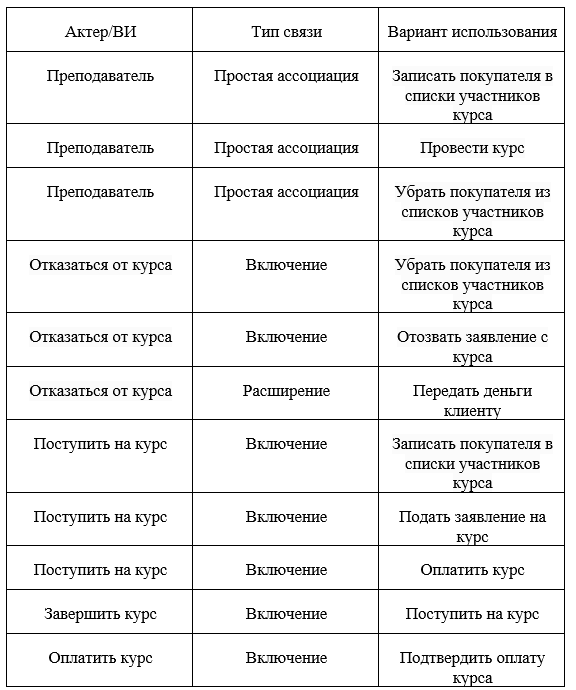 Актер/ВИ Тип связи Вариант использования
Преподаватель Простая ассоциация Записать покупателя в
списки участников
курса
Преподаватель Простая ассоциация Провести курс
Преподаватель Простая ассоциация Убрать покупателя из
списков участников
курса
Отказаться от курса Включение Убрать покупателя из
списков участников
курса
Отказаться от курса Включение Отозвать заявление с
курса
Отказаться от курса Расширение Передать деньги
клиенту
Поступить на курс Включение Записать покупателя в
списки участников
курса
Поступить на курс Включение Подать заявление на
курс
Поступить на курс Включение Оплатить курс
Завершить курс Включение Поступить на курс
Оплатить курс Включение Подтвердить оплату
курса